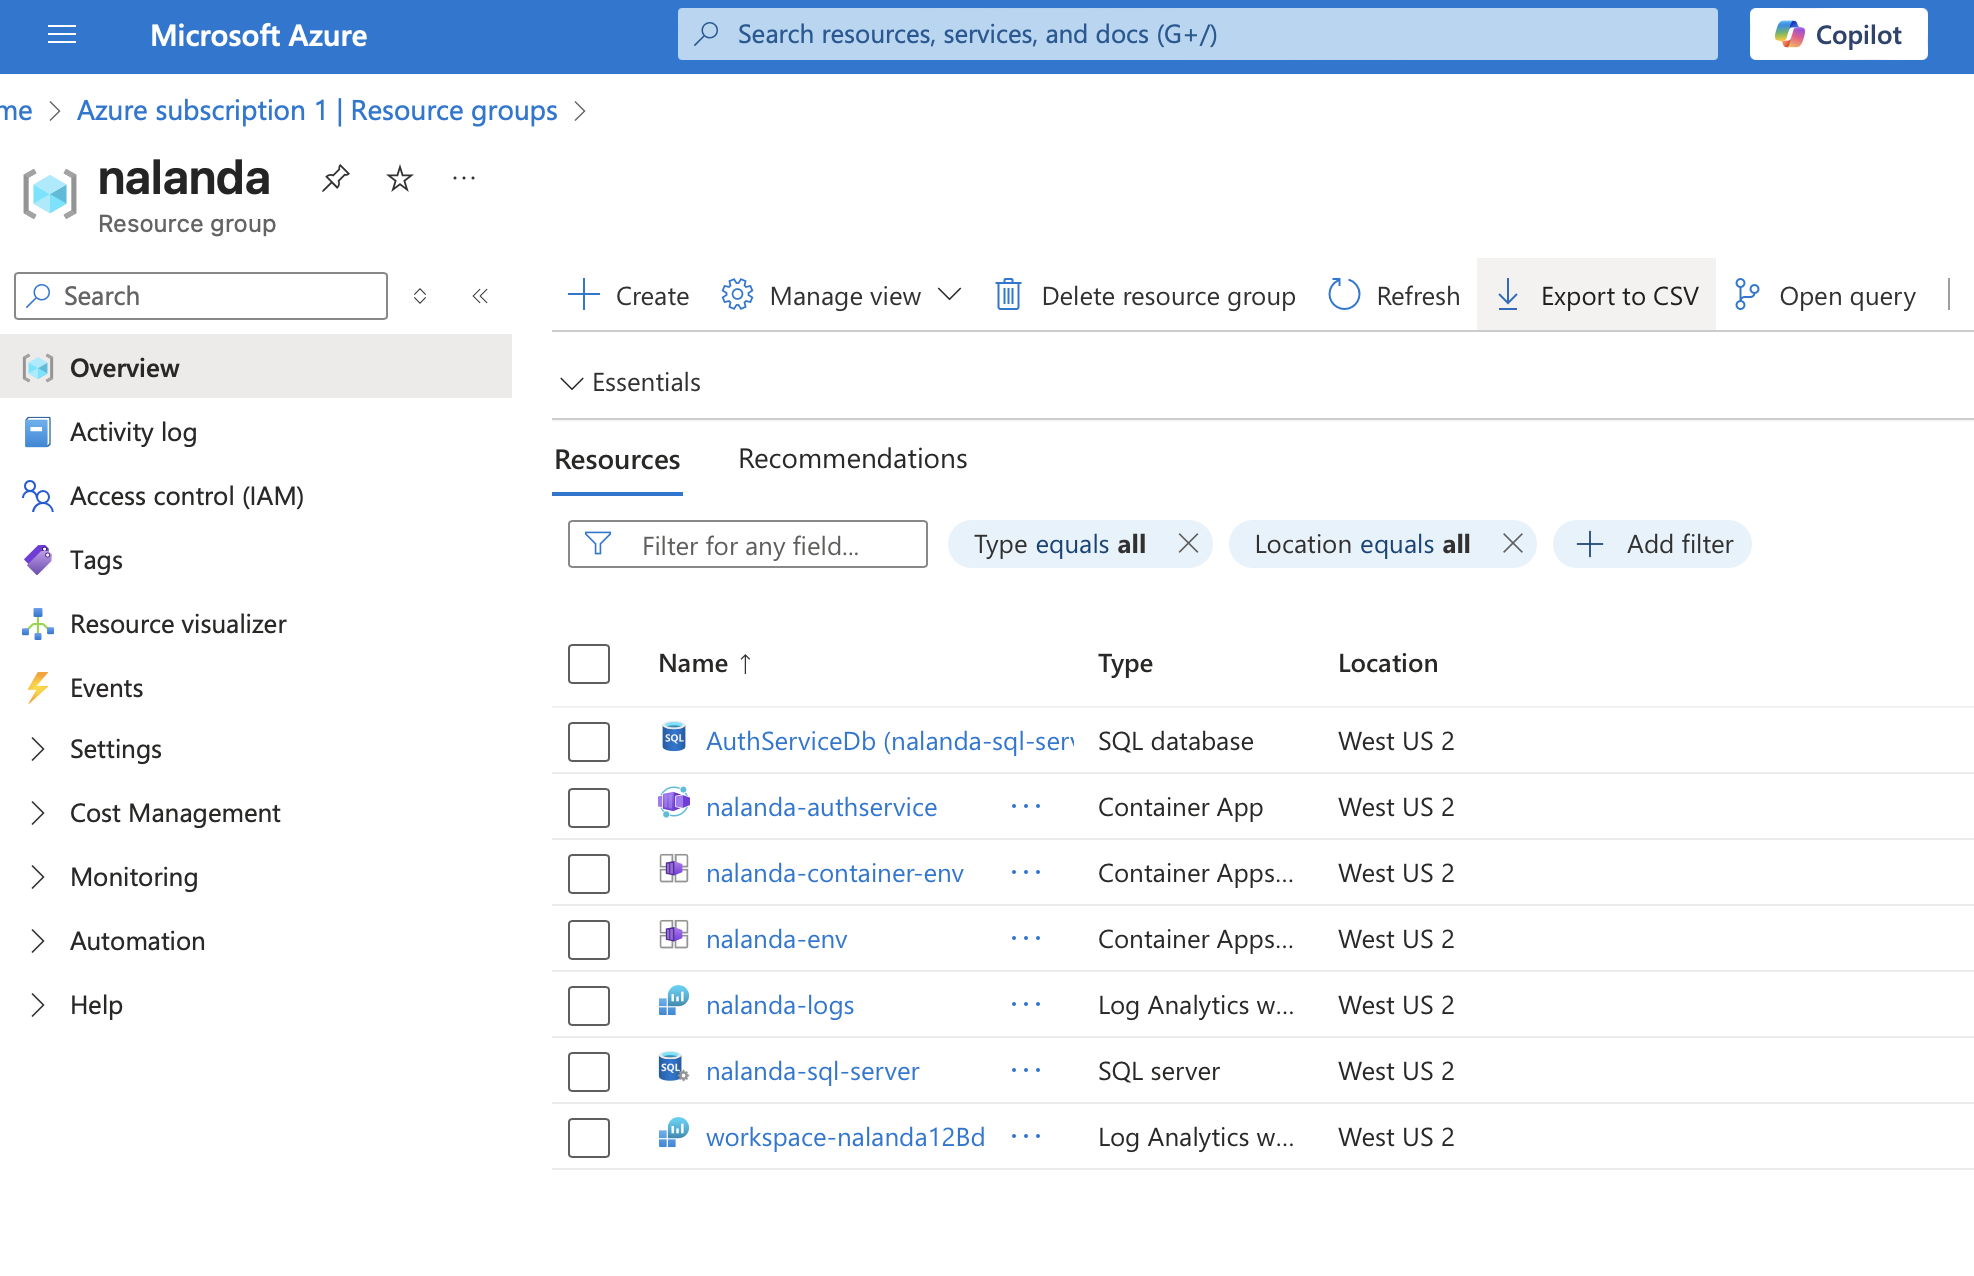 Microsoft Azure
Search resources, services, and docs (G+/)
Copilot
me > Azure subscription 1 | Resource groups >
nalanda
Resource group
Search
Create
Manage view
Delete resource group
Refresh
Export to CSV
Open query
Overview
Activity log
Access control (IAM)
Tags
Resource visualizer
Events
Settings
Cost Management
Monitoring
Automation
Help
Essentials
Resources
Recommendations
Filter for any field...
Type equals all
Location equals all
Add filter
Name ↑ Type Location
SQL AuthServiceDb (nalanda-sql-serv SQL database West US 2
nalanda-authservice ··· Container App West US 2
nalanda-container-env ··· Container Apps... West US 2
nalanda-env ··· Container Apps... West US 2
nalanda-logs ··· Log Analytics w... West US 2
SQL nalanda-sql-server ··· SQL server West US 2
workspace-nalanda12Bd ··· Log Analytics w... West US 2